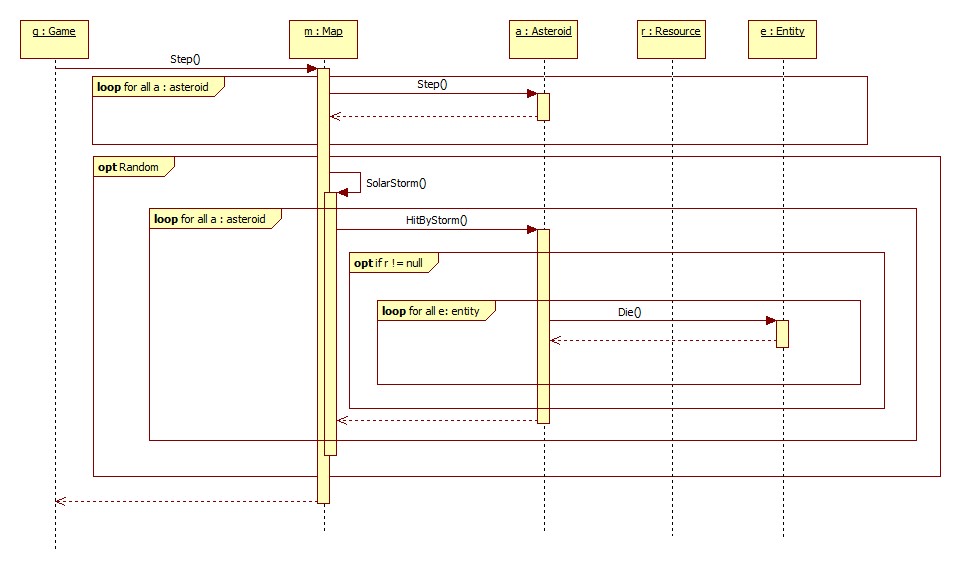 g : Game
m : Map
a : Asteroid
r : Resource
e : Entity
Step()
loop for all a : asteroid
Step()
opt Random
SolarStorm()
loop for all a : asteroid
HitByStorm()
opt if r != null
loop for all e: entity
Die()